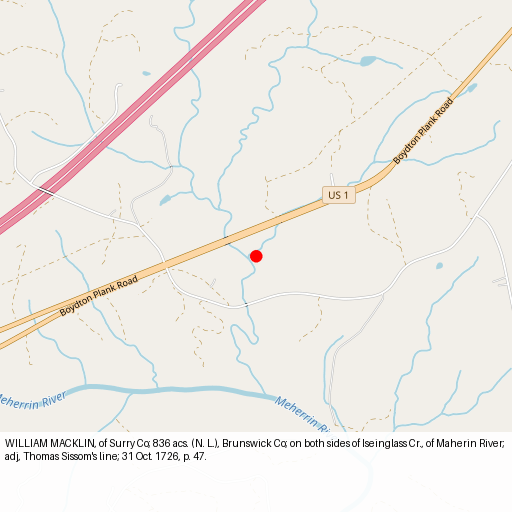 Boydton Plank Road
US 1
Boydton Plank Road
Meherrin River
Meherrin River
WILLIAM MACKLIN, of Surry Co; 836 acs. (N. L.), Brunswick Co; on both sides of Iseinglass Cr., of Maherin River;
adj, Thomas Sissom's line; 31 Oct. 1726, p. 47.